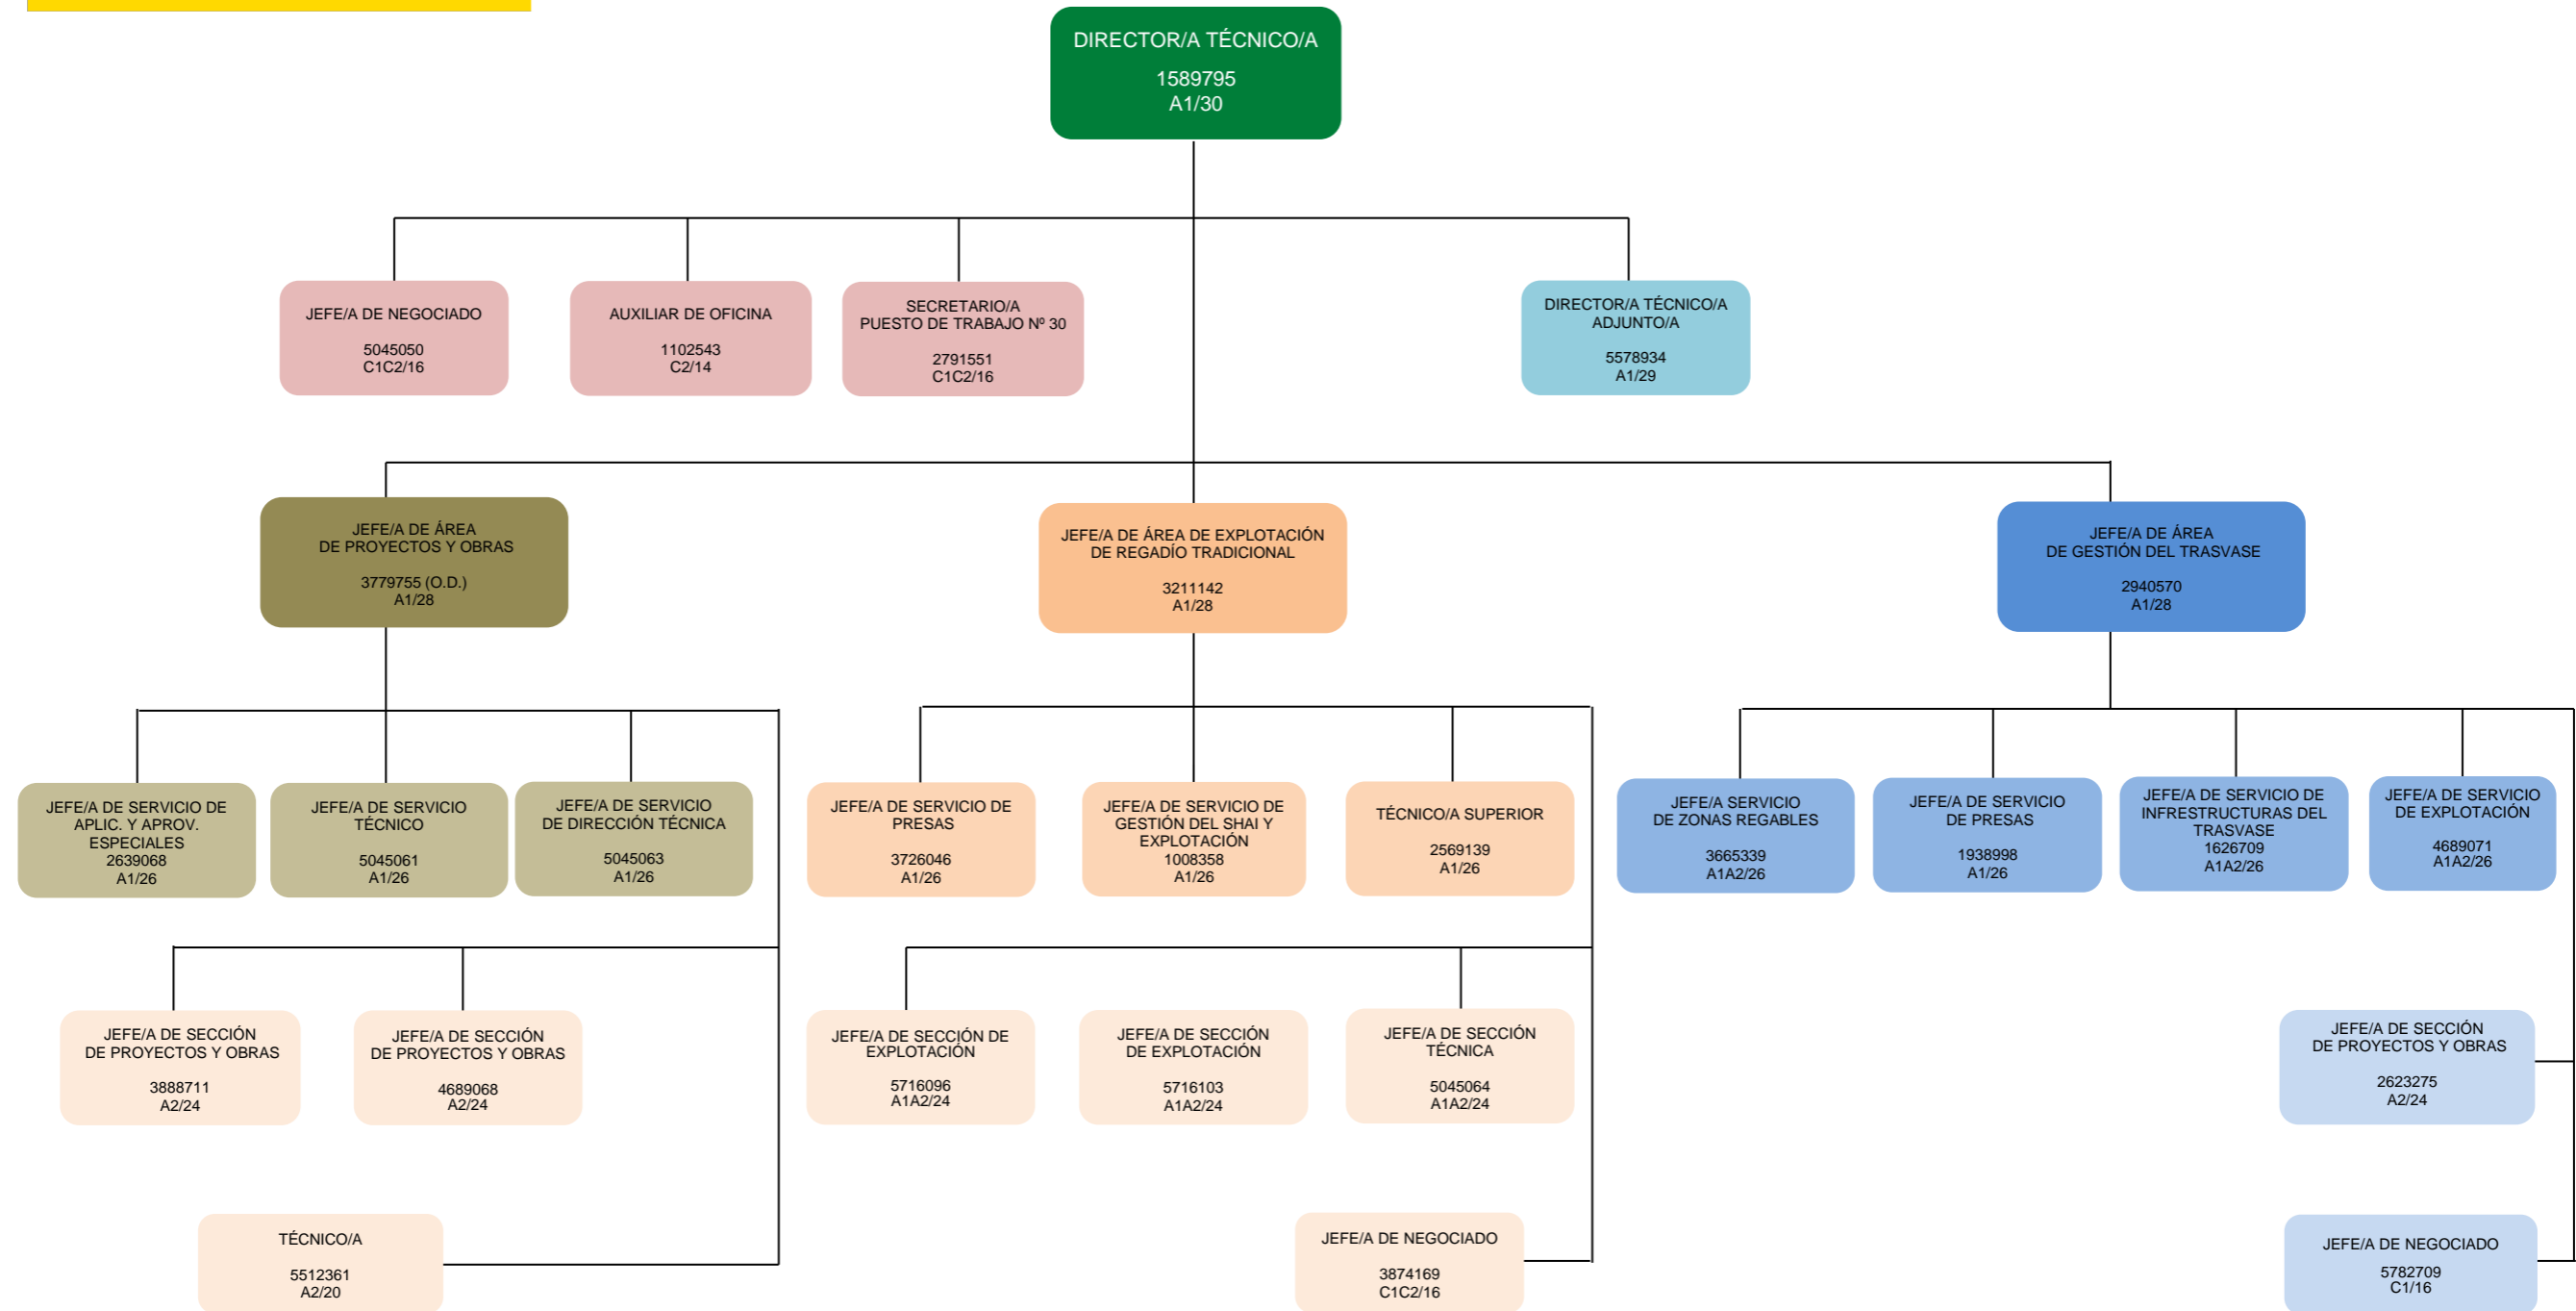 DIRECTOR/A TÉCNICO/A
1589795
A1/30
JEFE/A DE NEGOCIADO
5045050
C1C2/16
AUXILIAR DE OFICINA
1102543
C2/14
SECRETARIO/A
PUESTO DE TRABAJO Nº 30
2791551
C1C2/16
DIRECTOR/A TÉCNICO/A
ADJUNTO/A
5578934
A1/29
JEFE/A DE ÁREA
DE PROYECTOS Y OBRAS
3779755 (O.D.)
A1/28
JEFE/A DE ÁREA DE EXPLOTACIÓN
DE REGADÍO TRADICIONAL
3211142
A1/28
JEFE/A DE ÁREA
DE GESTIÓN DEL TRASVASE
2940570
A1/28
JEFE/A DE SERVICIO DE
APLIC. Y APROV.
ESPECIALES
2639068
A1/26
JEFE/A DE SERVICIO
TÉCNICO
5045061
A1/26
JEFE/A DE SERVICIO
DE DIRECCIÓN TÉCNICA
5045063
A1/26
JEFE/A DE SERVICIO DE
PRESAS
3726046
A1/26
JEFE/A DE SERVICIO DE
GESTIÓN DEL SHAI Y
EXPLOTACIÓN
1008358
A1/26
TÉCNICO/A SUPERIOR
2569139
A1/26
JEFE/A SERVICIO
DE ZONAS REGABLES
3665339
A1A2/26
JEFE/A DE SERVICIO
DE PRESAS
1938998
A1/26
JEFE/A DE SERVICIO DE
INFRESTRUCTURAS DEL
TRASVASE
1626709
A1A2/26
JEFE/A DE SERVICIO
DE EXPLOTACIÓN
4689071
A1A2/26
JEFE/A DE SECCIÓN
DE PROYECTOS Y OBRAS
3888711
A2/24
JEFE/A DE SECCIÓN
DE PROYECTOS Y OBRAS
4689068
A2/24
JEFE/A DE SECCIÓN DE
EXPLOTACIÓN
5716096
A1A2/24
JEFE/A DE SECCIÓN
DE EXPLOTACIÓN
5716103
A1A2/24
JEFE/A DE SECCIÓN
TÉCNICA
5045064
A1A2/24
JEFE/A DE SECCIÓN
DE PROYECTOS Y OBRAS
2623275
A2/24
TÉCNICO/A
5512361
A2/20
JEFE/A DE NEGOCIADO
3874169
C1C2/16
JEFE/A DE NEGOCIADO
5782709
C1/16